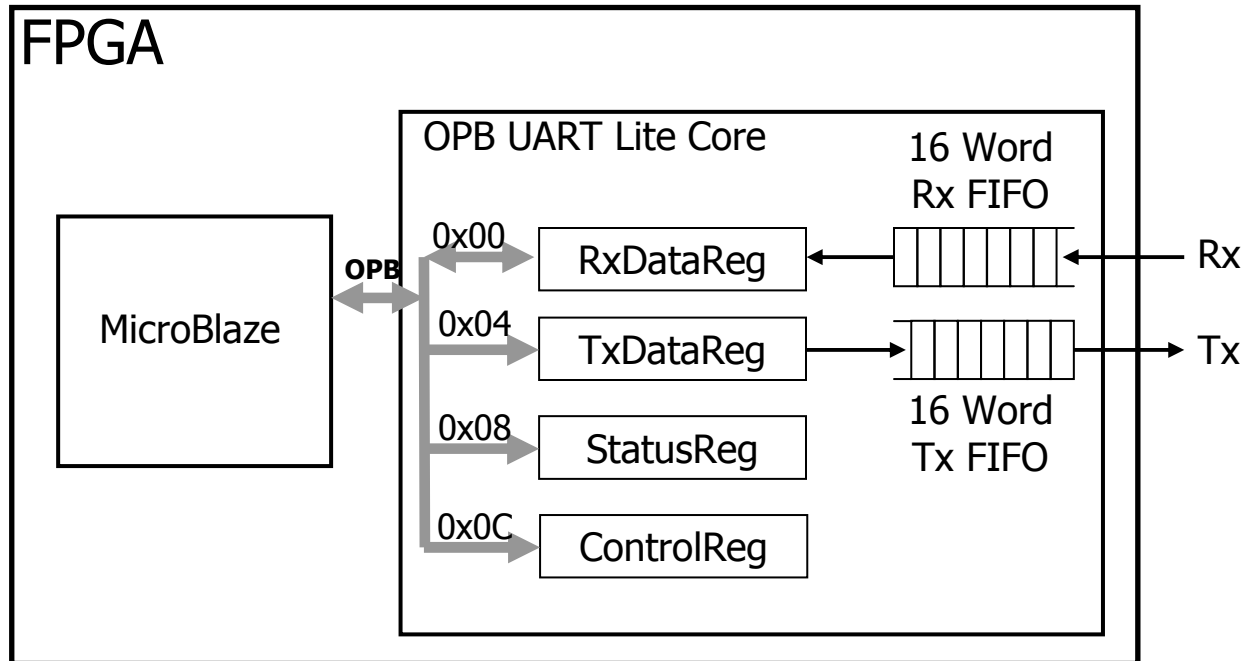 FPGA
OPB UART Lite Core
16 Word
Rx FIFO
MicroBlaze
OPB
0x00
RxDataReg
Rx
0x04
TxDataReg
Tx
16 Word
Tx FIFO
0x08
StatusReg
0x0C
ControlReg